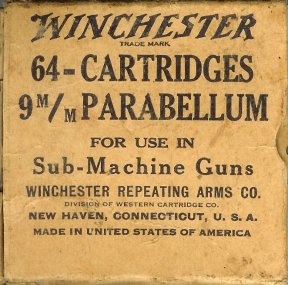 WINCHESTER
TRADE MARK
64-CARTRIDGES
9 M/M PARABELLUM
FOR USE IN
Sub-Machine Guns
WINCHESTER REPEATING ARMS CO.
DIVISION OF WESTERN CARTRIDGE CO.
NEW HAVEN, CONNECTICUT, U. S. A.
MADE IN UNITED STATES OF AMERICA